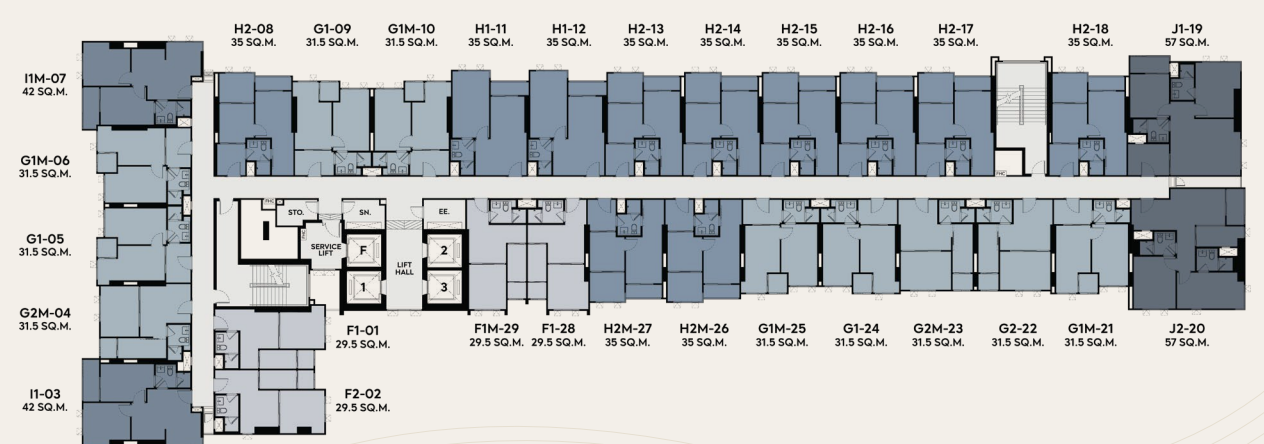 H2-08
35 SQ.M.
G1-09
31.5 SQ.M.
G1M-10
31.5 SQ.M.
H1-11
35 SQ.M.
H1-12
35 SQ.M.
H2-13
35 SQ.M.
H2-14
35 SQ.M.
H2-15
35 SQ.M.
H2-16
35 SQ.M.
H2-17
35 SQ.M.
H2-18
35 SQ.M.
J1-19
57 SQ.M.
I1M-07
42 SQ.M.
G1M-06
31.5 SQ.M.
G1-05
31.5 SQ.M.
G2M-04
31.5 SQ.M.
I1-03
42 SQ.M.
STO.
SN.
EE.
SERVICE
LIFT
F
LIFT
HALL
2
1
3
F1-01
29.5 SQ.M.
F2-02
29.5 SQ.M.
F1M-29
29.5 SQ.M.
F1-28
29.5 SQ.M.
H2M-27
35 SQ.M.
H2M-26
35 SQ.M.
G1M-25
31.5 SQ.M.
G1-24
31.5 SQ.M.
G2M-23
31.5 SQ.M.
G2-22
31.5 SQ.M.
G1M-21
31.5 SQ.M.
J2-20
57 SQ.M.